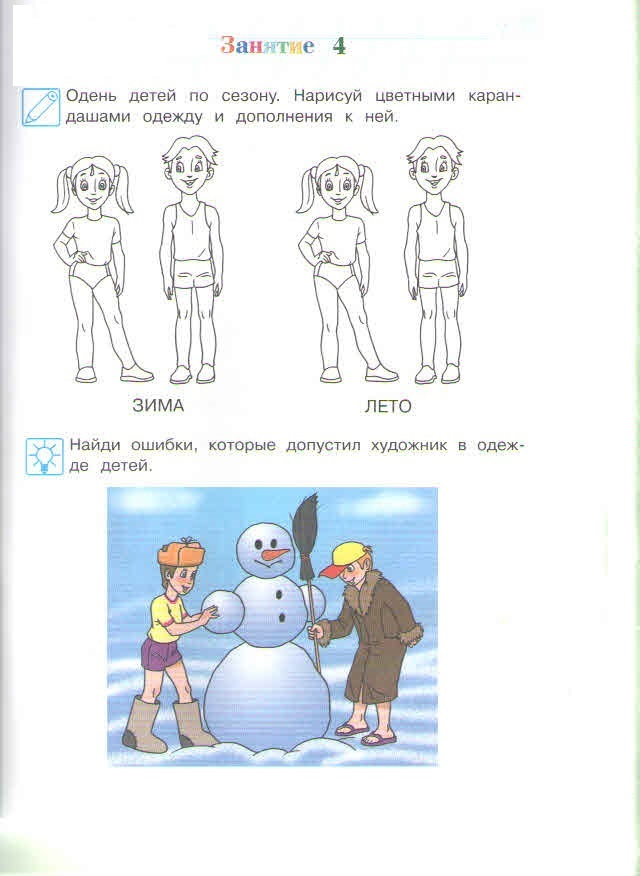 Занятие 4
Одень детей по сезону. Нарисуй цветными каран-
дашами одежду и дополнения к ней.
ЗИМА
ЛЕТО
Найди ошибки, которые допустил художник в одеж-
де детей.